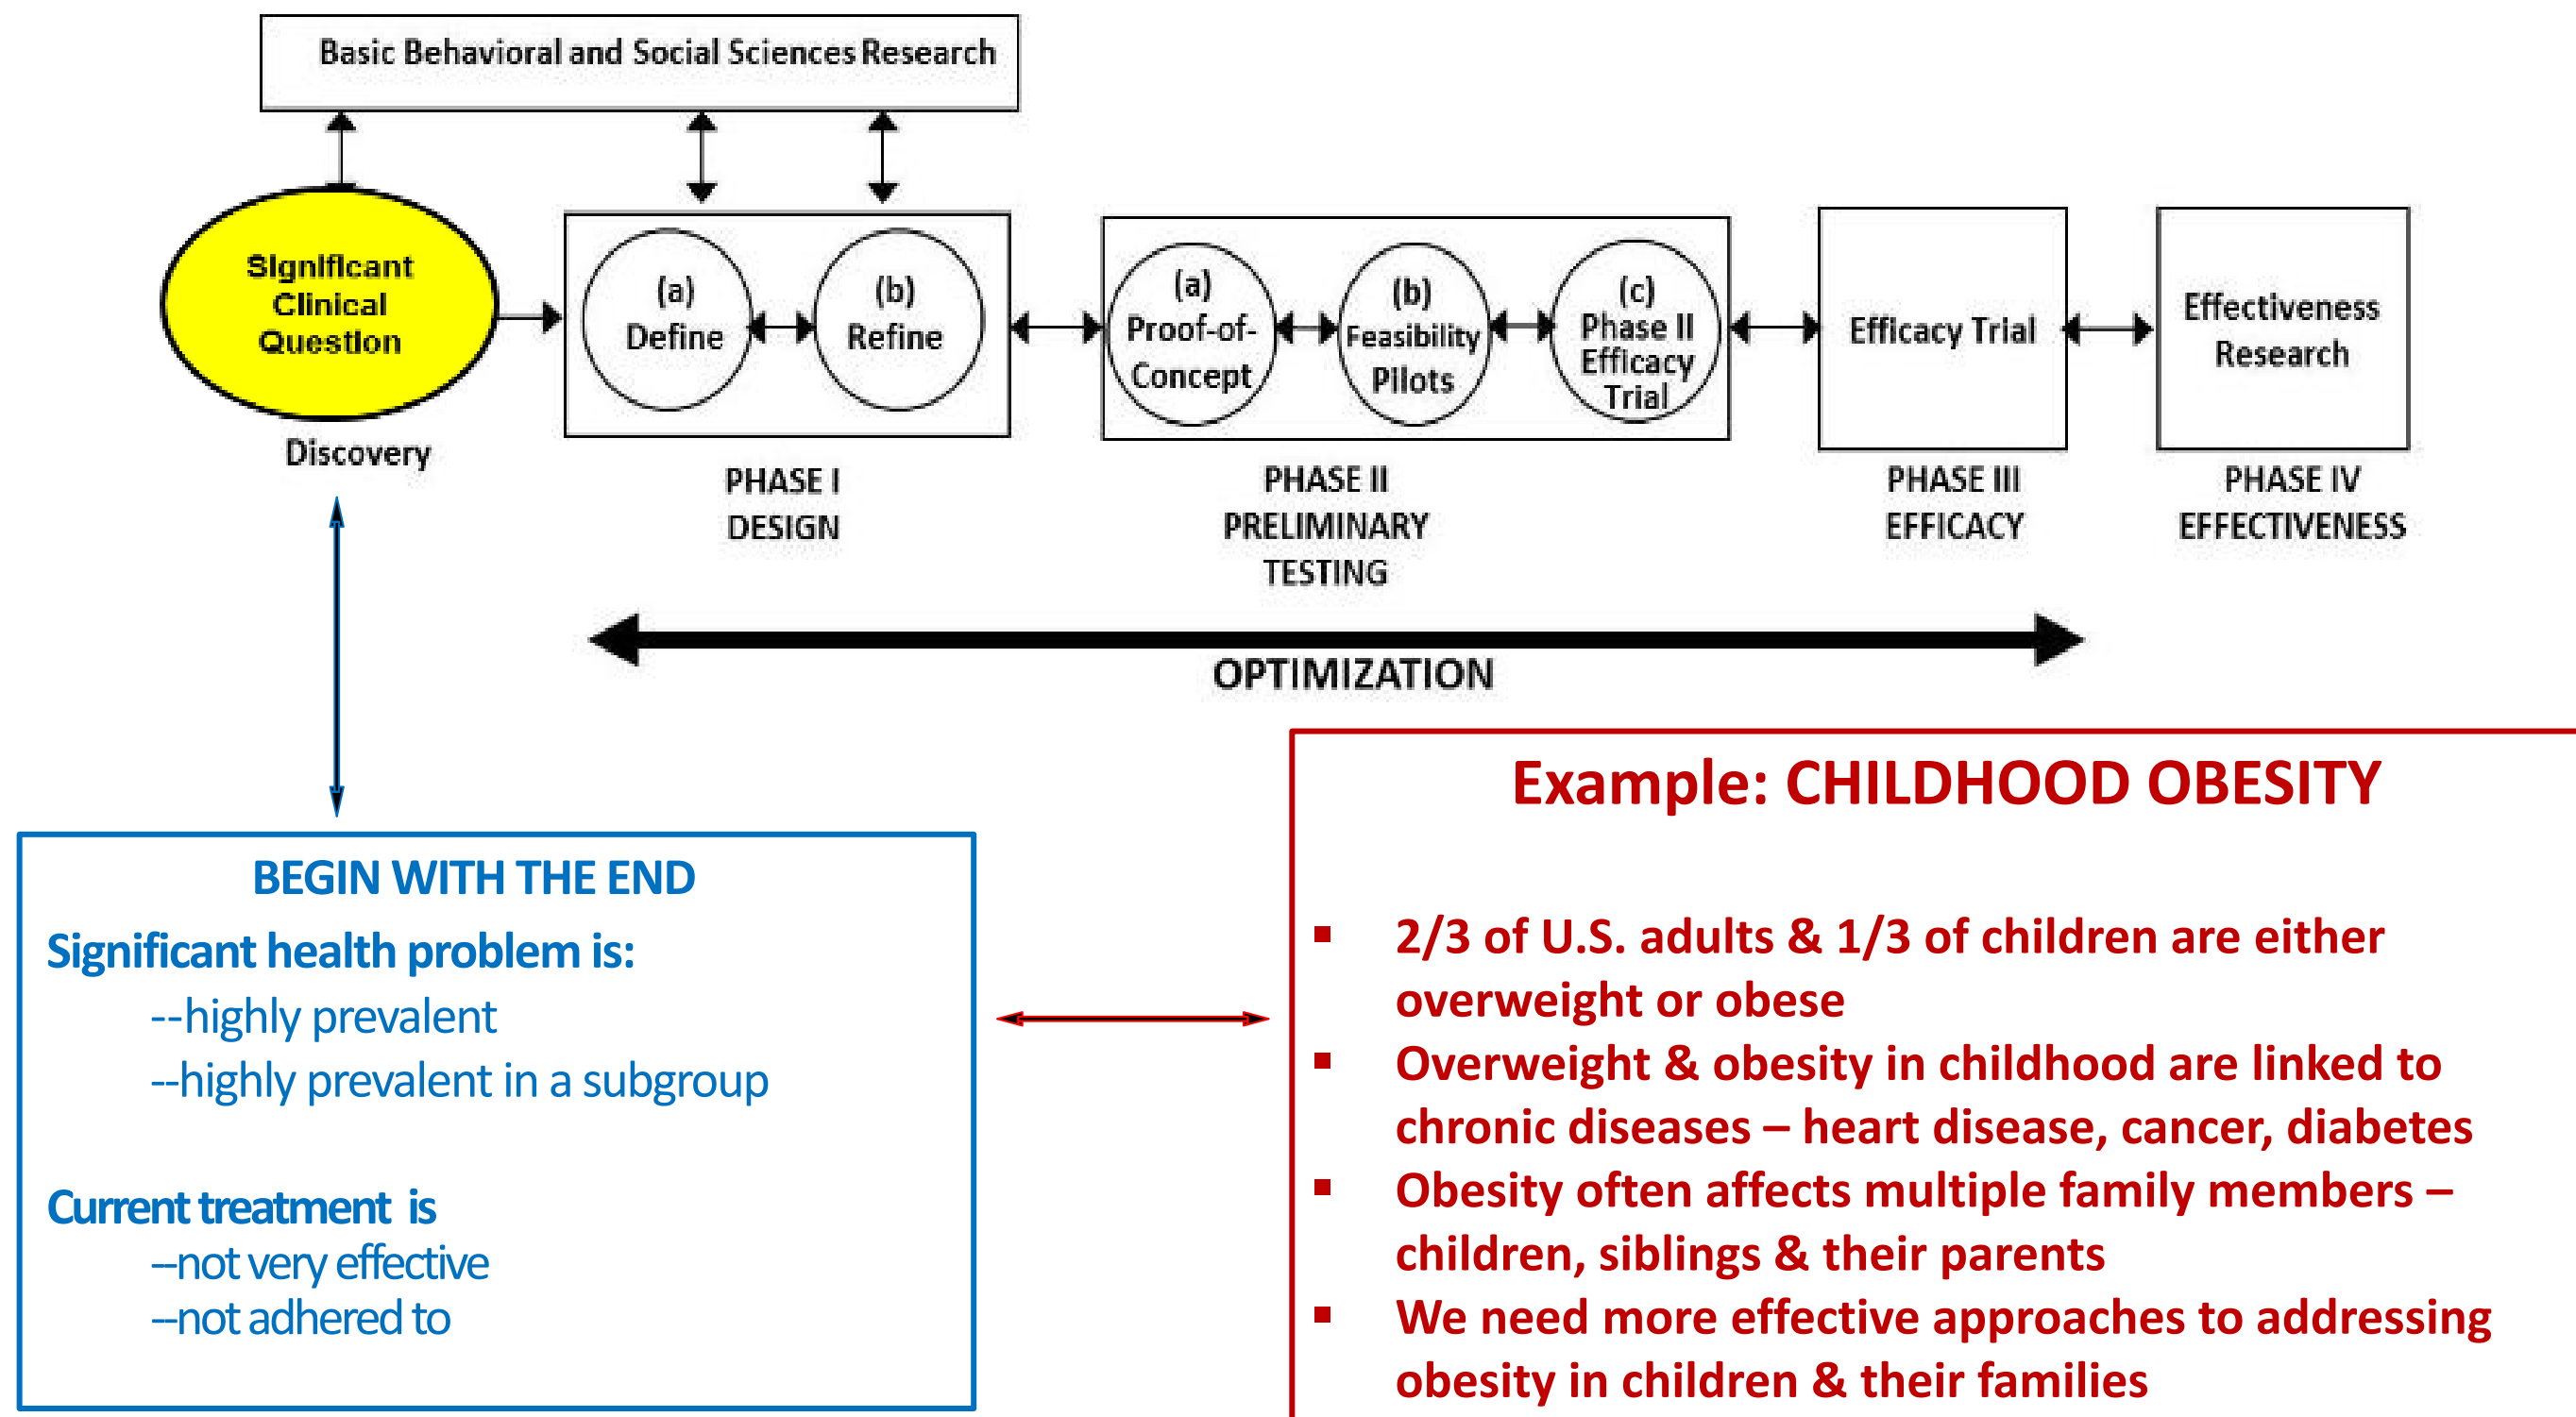 Basic Behavioral and Social Sciences Research
Significant
Clinical
Question
Discovery
(a)
Define
(b)
Refine
PHASE I
DESIGN
(a)
Proof-of-
Concept
(b)
Feasibility
Pilots
(c)
Phase II
Efficacy
Trial
PHASE II
PRELIMINARY
TESTING
Efficacy Trial
PHASE III
EFFICACY
Effectiveness
Research
PHASE IV
EFFECTIVENESS
OPTIMIZATION
BEGIN WITH THE END
Significant health problem is:
--highly prevalent
--highly prevalent in a subgroup
Current treatment is
--not very effective
--not adhered to
Example: CHILDHOOD OBESITY
▪ 2/3 of U.S. adults & 1/3 of children are either
overweight or obese
▪ Overweight & obesity in childhood are linked to
chronic diseases – heart disease, cancer, diabetes
▪ Obesity often affects multiple family members –
children, siblings & their parents
▪ We need more effective approaches to addressing
obesity in children & their families